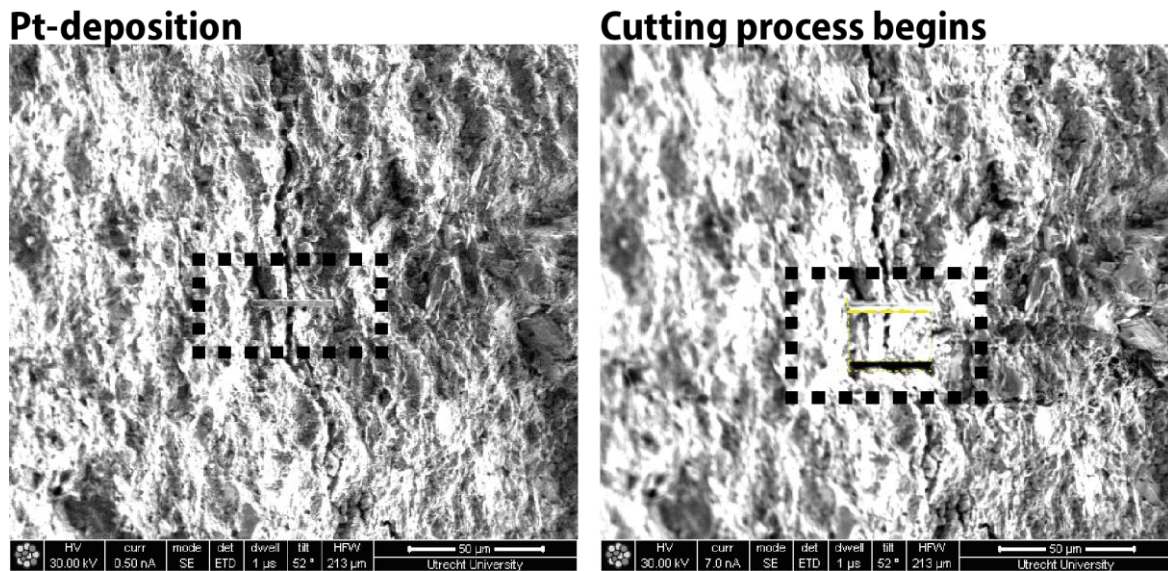 Pt-deposition
Cutting process begins
HV curr mode det dwell tilt HFW 50 µm
30.00 kV 0.50 nA SE ETD 1 µs 52 ° 213 µm Utrecht University
HV curr mode det dwell tilt HFW 50 µm
30.00 kV 7.0 nA SE ETD 1 µs 52 ° 213 µm Utrecht University